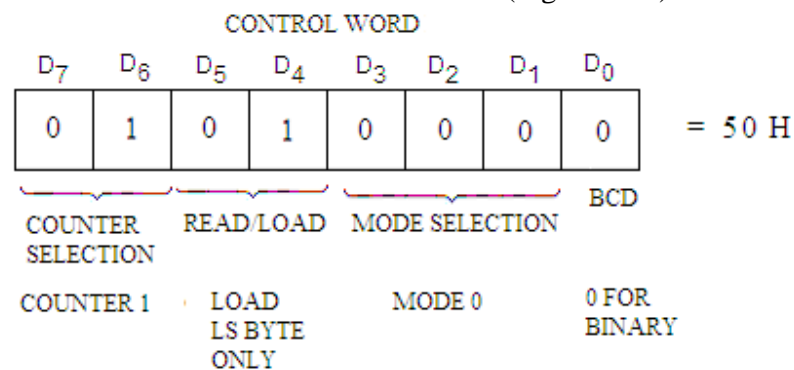 CONTROL WORD
D7 D6 D5 D4 D3 D2 D1 D0
0 1 0 1 0 0 0 0 = 50 H
COUNTER SELECTION READ/LOAD MODE SELECTION BCD
COUNTER 1 LOAD LS BYTE ONLY MODE 0 0 FOR BINARY